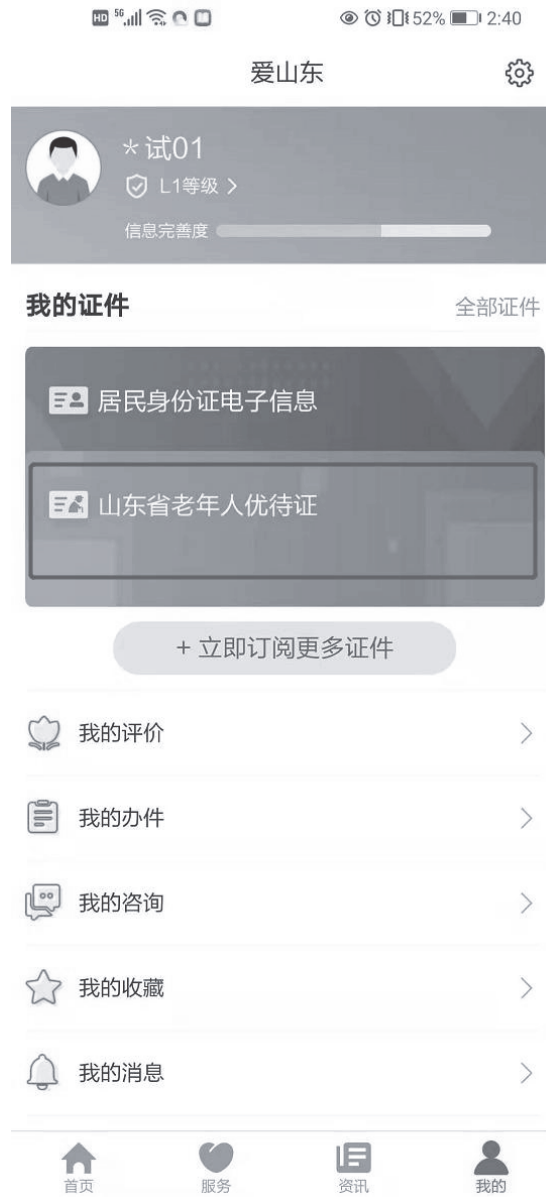 HD 5G 52% 2:40
爱山东
*试01
L1等级
信息完善度
我的证件 全部证件
居民身份证电子信息
山东省老年人优待证
+ 立即订阅更多证件
我的评价
我的办件
我的咨询
我的收藏
我的消息
首页 服务 资讯 我的